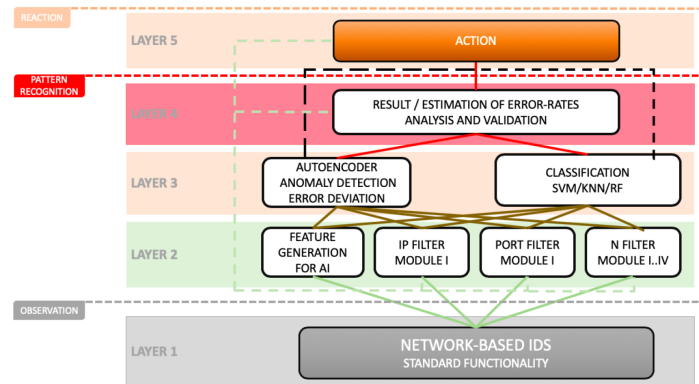 REACTION
LAYER 5
ACTION
PATTERN
RECOGNITION
LAYER 4
RESULT / ESTIMATION OF ERROR-RATES
ANALYSIS AND VALIDATION
LAYER 3
AUTOENCODER
ANOMALY DETECTION
ERROR DEVIATION
CLASSIFICATION
SVM/KNN/RF
LAYER 2
FEATURE
GENERATION
FOR AI
IP FILTER
MODULE I
PORT FILTER
MODULE I
N FILTER
MODULE I..IV
OBSERVATION
LAYER 1
NETWORK-BASED IDS
STANDARD FUNCTIONALITY